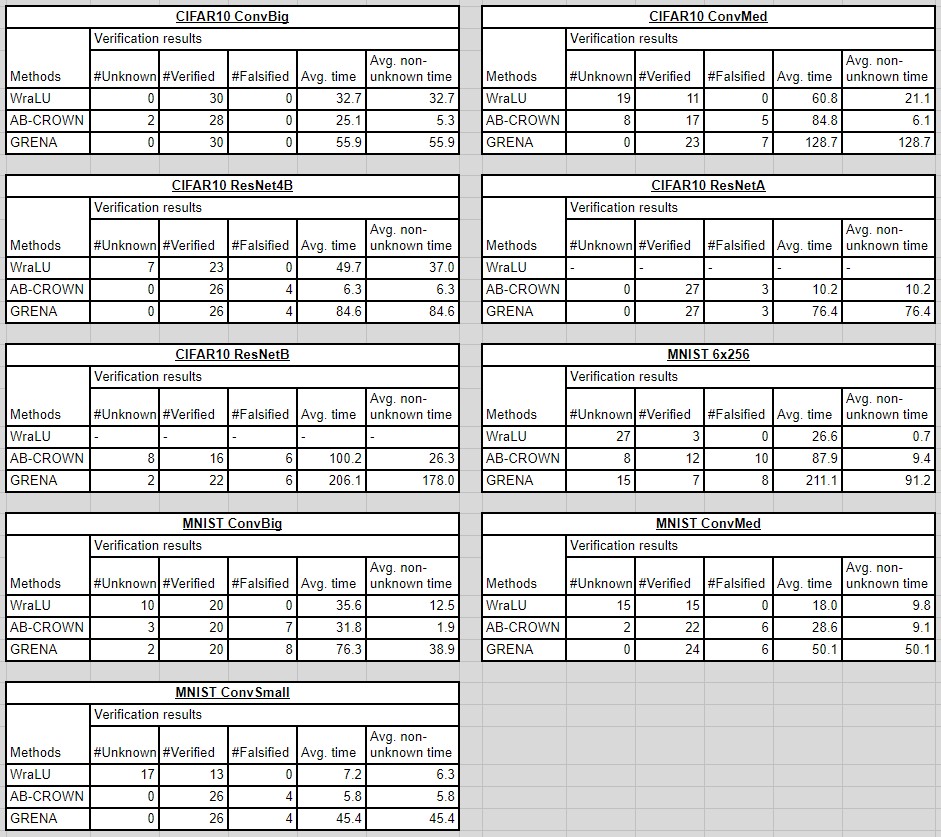 CIFAR10 ConvBig
Verification results
Methods #Unknown #Verified #Falsified Avg. time Avg. non-unknown time
WraLU 0 30 0 32.7 32.7
AB-CROWN 2 28 0 25.1 5.3
GRENA 0 30 0 55.9 55.9
CIFAR10 ConvMed
Verification results
Methods #Unknown #Verified #Falsified Avg. time Avg. non-unknown time
WraLU 19 11 0 60.8 21.1
AB-CROWN 8 17 5 84.8 6.1
GRENA 0 23 7 128.7 128.7
CIFAR10 ResNet4B
Verification results
Methods #Unknown #Verified #Falsified Avg. time Avg. non-unknown time
WraLU 7 23 0 49.7 37.0
AB-CROWN 0 26 4 6.3 6.3
GRENA 0 26 4 84.6 84.6
CIFAR10 ResNetA
Verification results
Methods #Unknown #Verified #Falsified Avg. time Avg. non-unknown time
WraLU - - - - -
AB-CROWN 0 27 3 10.2 10.2
GRENA 0 27 3 76.4 76.4
CIFAR10 ResNetB
Verification results
Methods #Unknown #Verified #Falsified Avg. time Avg. non-unknown time
WraLU - - - - -
AB-CROWN 8 16 6 100.2 26.3
GRENA 2 22 6 206.1 178.0
MNIST 6x256
Verification results
Methods #Unknown #Verified #Falsified Avg. time Avg. non-unknown time
WraLU 27 3 0 26.6 0.7
AB-CROWN 8 12 10 87.9 9.4
GRENA 15 7 8 211.1 91.2
MNIST ConvBig
Verification results
Methods #Unknown #Verified #Falsified Avg. time Avg. non-unknown time
WraLU 10 20 0 35.6 12.5
AB-CROWN 3 20 7 31.8 1.9
GRENA 2 20 8 76.3 38.9
MNIST ConvMed
Verification results
Methods #Unknown #Verified #Falsified Avg. time Avg. non-unknown time
WraLU 15 15 0 18.0 9.8
AB-CROWN 2 22 6 28.6 9.1
GRENA 0 24 6 50.1 50.1
MNIST ConvSmall
Verification results
Methods #Unknown #Verified #Falsified Avg. time Avg. non-unknown time
WraLU 17 13 0 7.2 6.3
AB-CROWN 0 26 4 5.8 5.8
GRENA 0 26 4 45.4 45.4